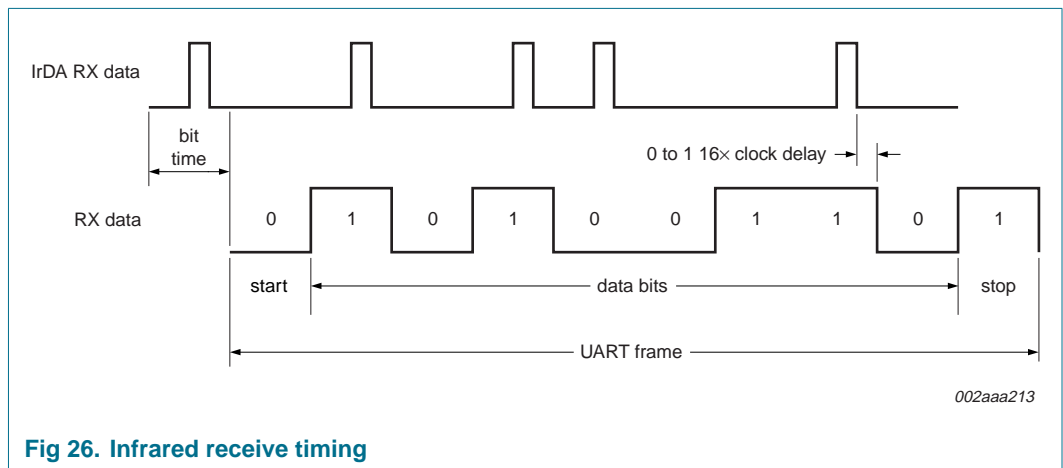 IrDA RX data
bit
time
0 to 1 16× clock delay
RX data
0 1 0 1 0 0 1 1 0 1
start data bits stop
UART frame
002aaa213
Fig 26. Infrared receive timing